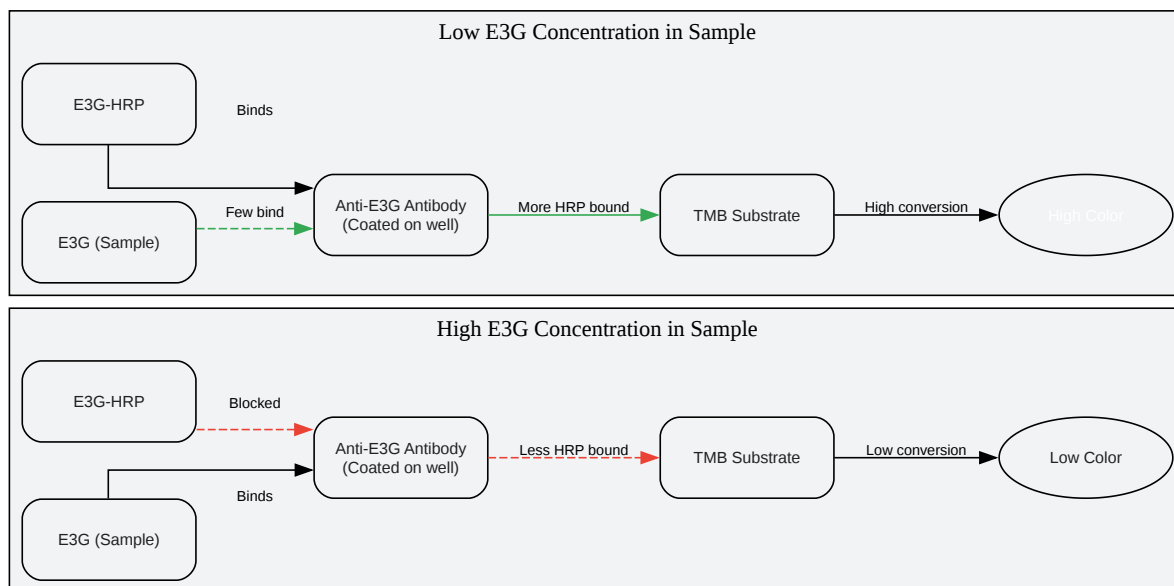 Low E3G Concentration in Sample
E3G-HRP
Binds
E3G (Sample)
Few bind
Anti-E3G Antibody
(Coated on well)
More HRP bound
TMB Substrate
High conversion
High Color
High E3G Concentration in Sample
E3G-HRP
Blocked
Anti-E3G Antibody
(Coated on well)
Less HRP bound
TMB Substrate
Low conversion
Low Color
Binds
E3G (Sample)